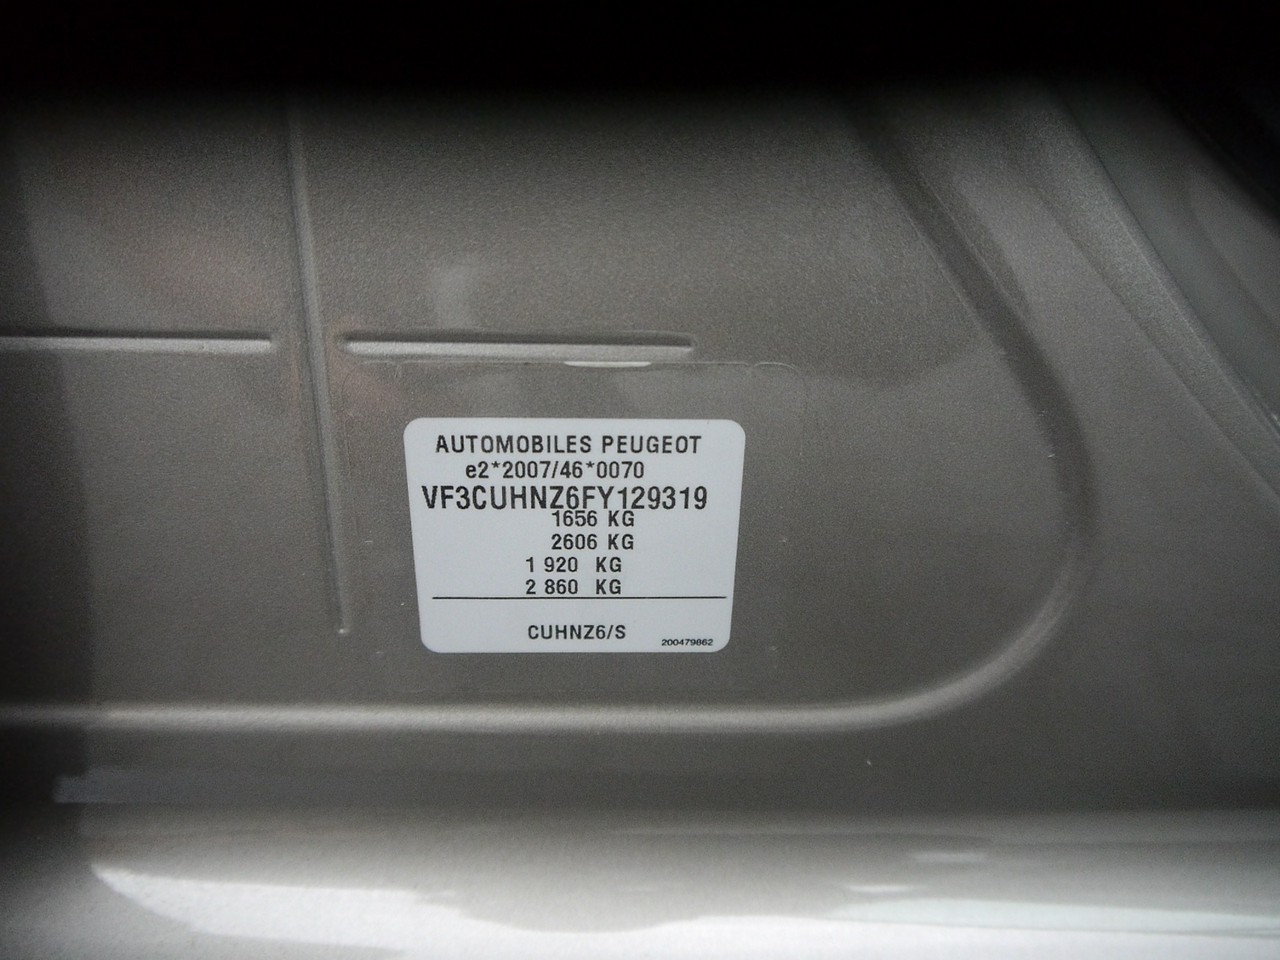 AUTOMOBILES PEUGEOT
e2*2007/46*0070
VF3CUHNZ6FY129319
1656 KG
2606 KG
1 920 KG
2 860 KG
CUHNZ6/S
200479862